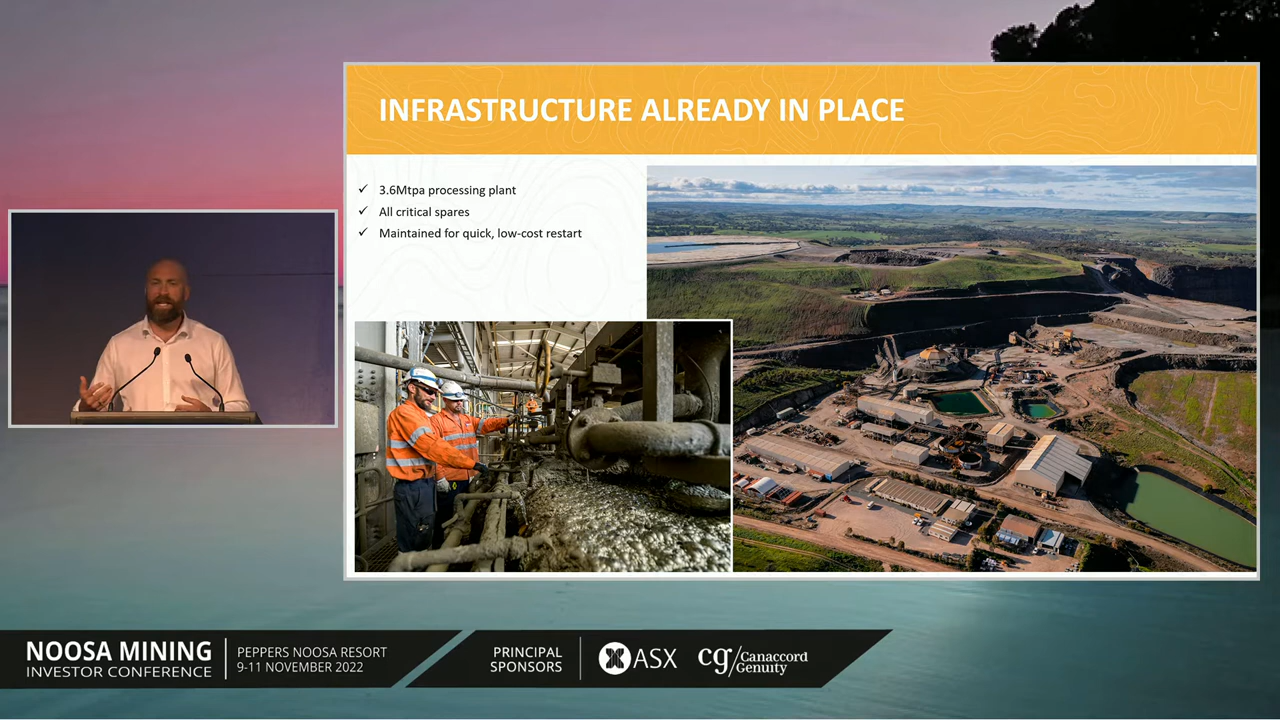 INFRASTRUCTURE ALREADY IN PLACE
✓ 3.6Mtpa processing plant
✓ All critical spares
✓ Maintained for quick, low-cost restart
NOOSA MINING
INVESTOR CONFERENCE
PEPPERS NOOSA RESORT
9-11 NOVEMBER 2022
PRINCIPAL
SPONSORS
ASX
cg/Canaccord
Genuity